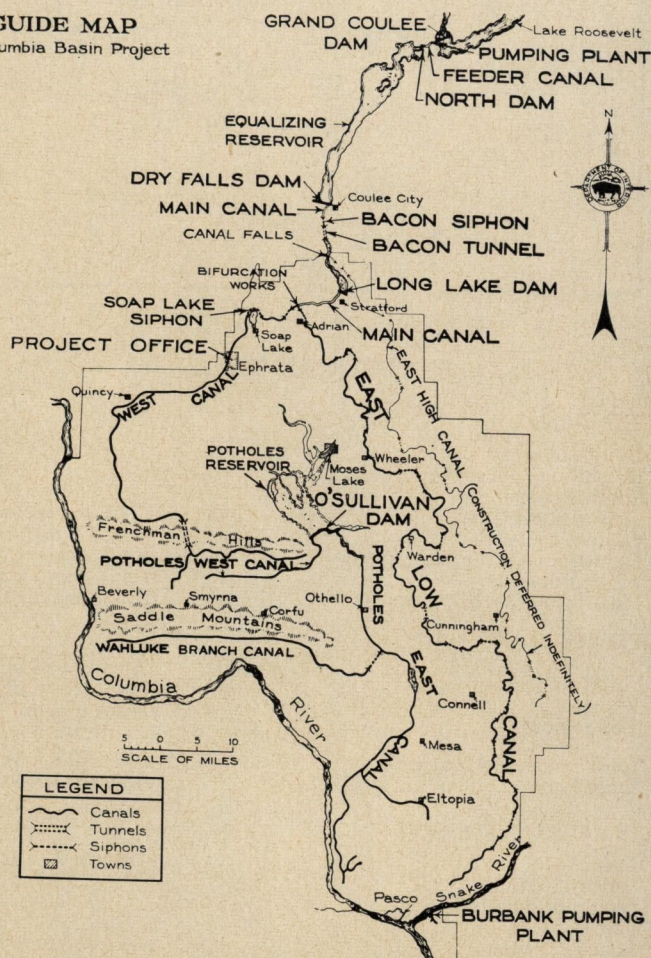 GUIDE MAP
umbia Basin Project
GRAND COULEE
DAM
Lake Roosevelt
PUMPING PLANT
FEEDER CANAL
NORTH DAM
EQUALIZING
RESERVOIR
N
DRY FALLS DAM
Coulee City
MAIN CANAL
BACON SIPHON
CANAL FALLS
BACON TUNNEL
BIFURCATION
WORKS
LONG LAKE DAM
SOAP LAKE
SIPHON
Stratford
Adrian
MAIN CANAL
Soap
Lake
PROJECT OFFICE
Ephrata
Quincy
WEST CANAL
EAST LOW CANAL
EAST HIGH CANAL (CONSTRUCTION DEFERRED INDEFINITELY)
POTHOLES
RESERVOIR
Moses
Lake
Wheeler
O'SULLIVAN
DAM
Frenchman Hills
POTHOLES WEST CANAL
Warden
POTHOLES EAST CANAL
Beverly
Smyrna
Corfu
Othello
Saddle Mountains
Cunningham
WAHLUKE BRANCH CANAL
Columbia River
Connell
Mesa
5 0 5 10
SCALE OF MILES
LEGEND
Canals
Tunnels
Siphons
Towns
Eltopia
Pasco
Snake River
BURBANK PUMPING
PLANT